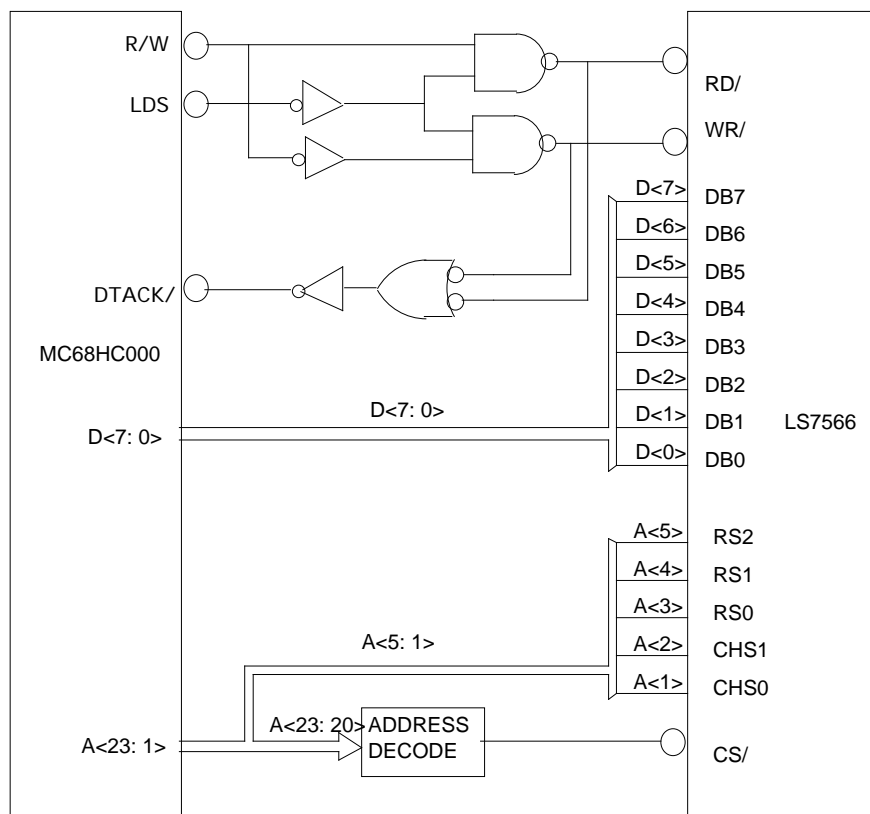 R/W
LDS
RD/
WR/
D<7> DB7
D<6> DB6
D<5> DB5
DTACK/
D<4> DB4
D<3> DB3
MC68HC000
D<2> DB2
D<7: 0>
D<1> DB1
LS7566
D<7: 0>
D<0> DB0
A<5> RS2
A<4> RS1
A<3> RS0
A<5: 1>
A<2> CHS1
A<1> CHS0
A<23: 20> ADDRESS
DECODE
A<23: 1>
CS/